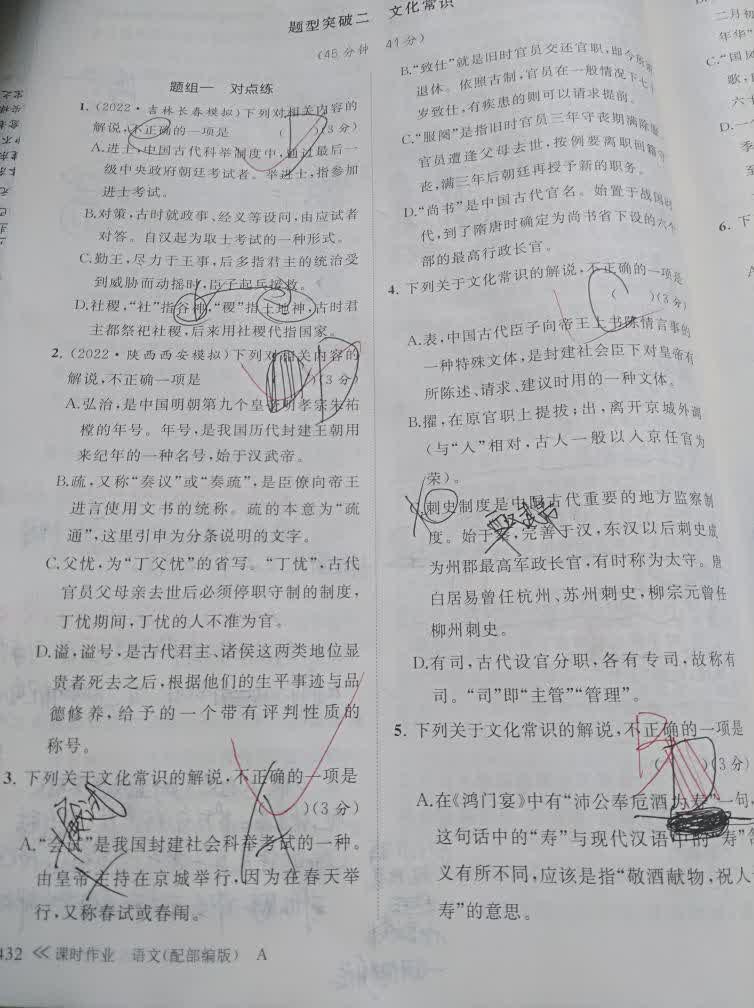 题型突破二 文化常识
(45分钟 41分)
题组一 对点练
1.(2022·吉林长春模拟)下列对相关内容的
解说,不正确的一项是 ( )(3分)
A.进士,中国古代科举制度中,通过最后一
级中央政府朝廷考试者。举进士,指参加
进士考试。
B.对策,古时就政事、经义等设问,由应试者
对答。自汉起为取士考试的一种形式。
C.勤王,尽力于王事,后多指君主的统治受
到威胁而动摇时,臣子起兵援救。
D.社稷,“社”指谷神,“稷”指土地神,古时君
主都祭祀社稷,后来用社稷代指国家。
2.(2022·陕西西安模拟)下列对相关内容的
解说,不正确一项是 )(3分)
A.弘治,是中国明朝第九个皇帝明孝宗朱祐
樘的年号。年号,是我国历代封建王朝用
来纪年的一种名号,始于汉武帝。
B.疏,又称“奏议”或“奏疏”,是臣僚向帝王
进言使用文书的统称。疏的本意为“疏
通”,这里引申为分条说明的文字。
C.父忧,为“丁父忧”的省写。“丁忧”,古代
官员父母亲去世后必须停职守制的制度,
丁忧期间,丁忧的人不准为官。
D.谥,谥号,是古代君主、诸侯这两类地位显
贵者死去之后,根据他们的生平事迹与品
德修养,给予的一个带有评判性质的
称号。
3.下列关于文化常识的解说,不正确的一项是
( )(3分)
A.“会试”是我国封建社会科举考试的一种。
由皇帝主持在京城举行,因为在春天举
行,又称春试或春闱。
432 课时作业 语文(配部编版) A
B.“致仕”就是旧时官员交还官职,即今所谓
退休。依照古制,官员在一般情况下七十
岁致仕,有疾患的则可以请求提前。
C.“服阕”是指旧时官员三年守丧期满除服。
官员遭逢父母去世,按例要离职回籍守
丧,满三年后朝廷再授予新的职务。
D.“尚书”是中国古代官名。始置于战国时
代,到了隋唐时确定为尚书省下设的六个
部的最高行政长官。
4.下列关于文化常识的解说,不正确的一项是
( )(3分)
A.表,中国古代臣子向帝王上书陈情言事的
一种特殊文体,是封建社会臣下对皇帝有
所陈述、请求、建议时用的一种文体。
B.擢,在原官职上提拔;出,离开京城外调
(与“入”相对,古人一般以入京任官为
荣)。
C.刺史制度是中国古代重要的地方监察制
度。始于秦,完善于汉,东汉以后刺史成
为州郡最高军政长官,有时称为太守。唐
白居易曾任杭州、苏州刺史,柳宗元曾任
柳州刺史。
D.有司,古代设官分职,各有专司,故称有
司。“司”即“主管”“管理”。
5.下列关于文化常识的解说,不正确的一项是
( )(3分)
A.在《鸿门宴》中有“沛公奉卮酒为寿”一句,
这句话中的“寿”与现代汉语中的“寿”含
义有所不同,应该是指“敬酒献物,祝人
寿”的意思。
二月初
年华”
C.“国风
歌,
六十
D.一个
季
至
6.下
A